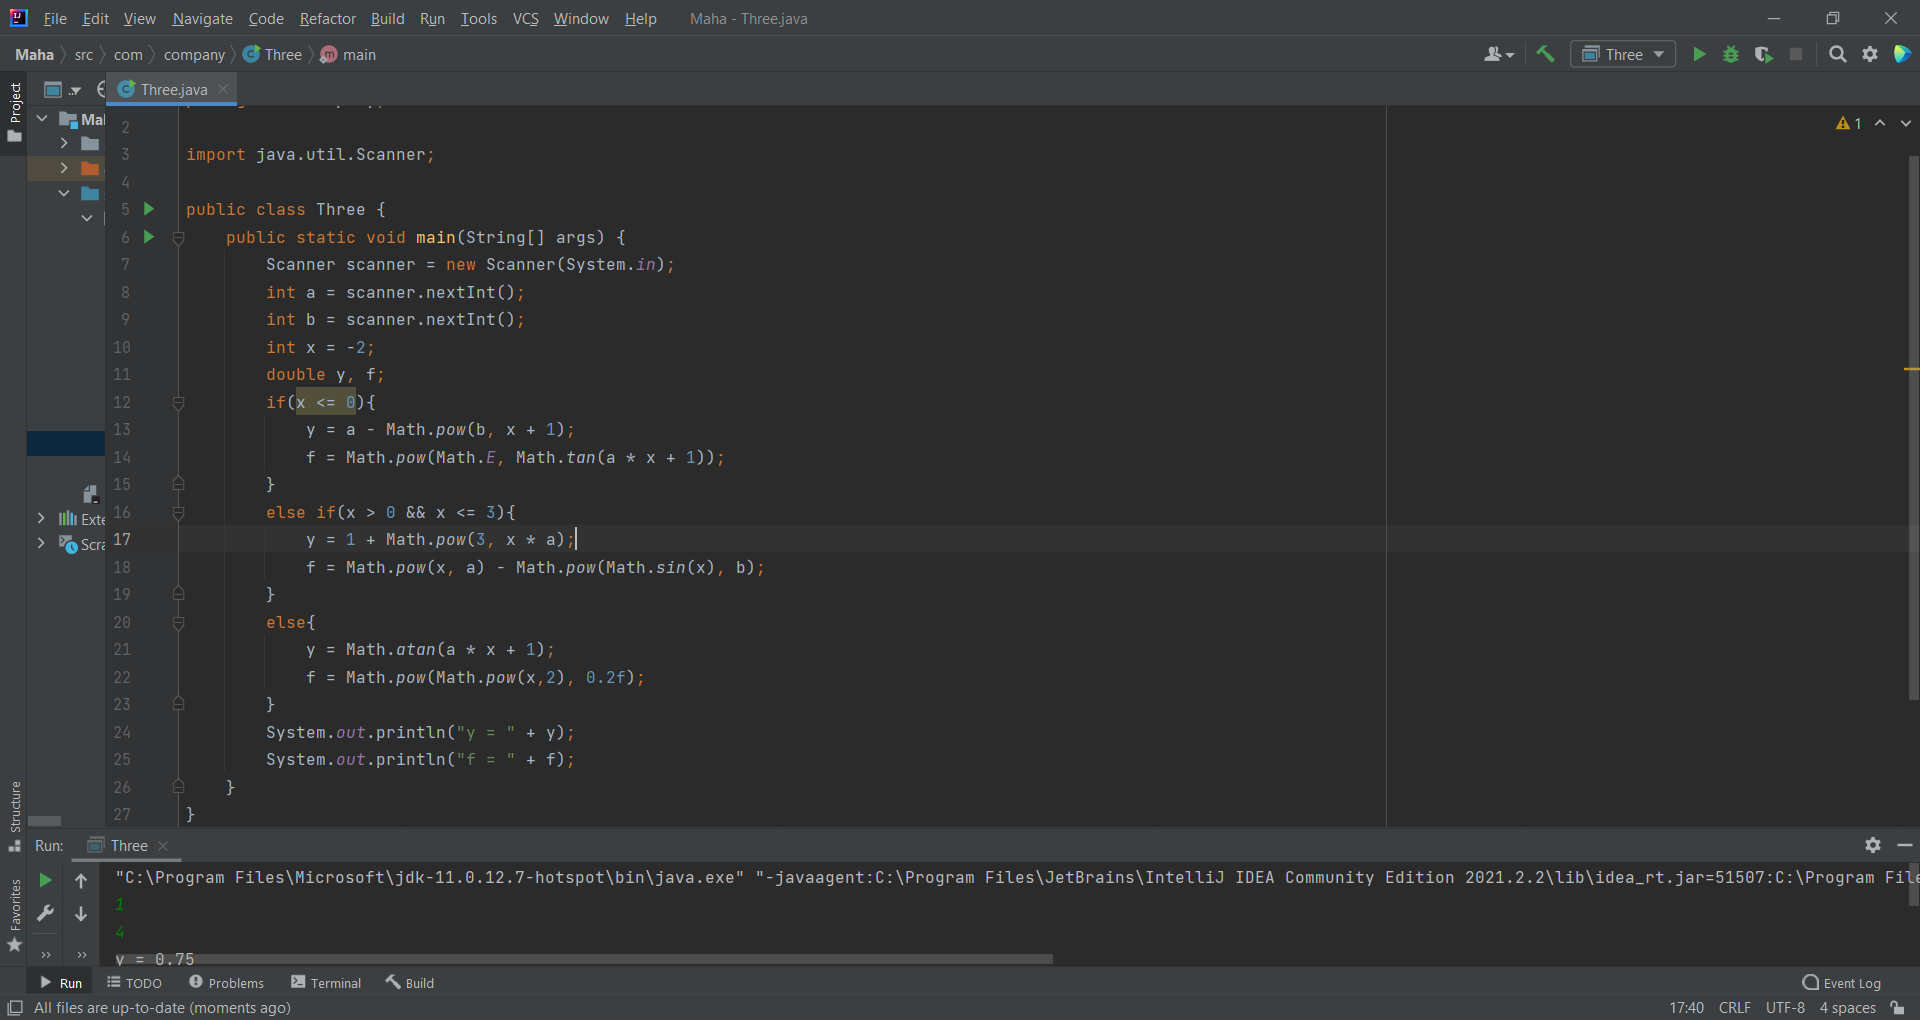 File Edit View Navigate Code Refactor Build Run Tools VCS Window Help Maha - Three.java
Maha src com company Three main Three
Project
Three.java
2
3 import java.util.Scanner;
4
5 public class Three {
6 public static void main(String[] args) {
7 Scanner scanner = new Scanner(System.in);
8 int a = scanner.nextInt();
9 int b = scanner.nextInt();
10 int x = -2;
11 double y, f;
12 if(x <= 0){
13 y = a - Math.pow(b, x + 1);
14 f = Math.pow(Math.E, Math.tan(a * x + 1));
15 }
16 else if(x > 0 && x <= 3){
17 y = 1 + Math.pow(3, x * a);
18 f = Math.pow(x, a) - Math.pow(Math.sin(x), b);
19 }
20 else{
21 y = Math.atan(a * x + 1);
22 f = Math.pow(Math.pow(x,2), 0.2f);
23 }
24 System.out.println("y = " + y);
25 System.out.println("f = " + f);
26 }
27 }
1
Mal
Exte
Scra
Structure
Favorites
Run: Three
"C:\Program Files\Microsoft\jdk-11.0.12.7-hotspot\bin\java.exe" "-javaagent:C:\Program Files\JetBrains\IntelliJ IDEA Community Edition 2021.2.2\lib\idea_rt.jar=51507:C:\Program File
1
4
y = 0.75
Run TODO Problems Terminal Build Event Log
All files are up-to-date (moments ago) 17:40 CRLF UTF-8 4 spaces